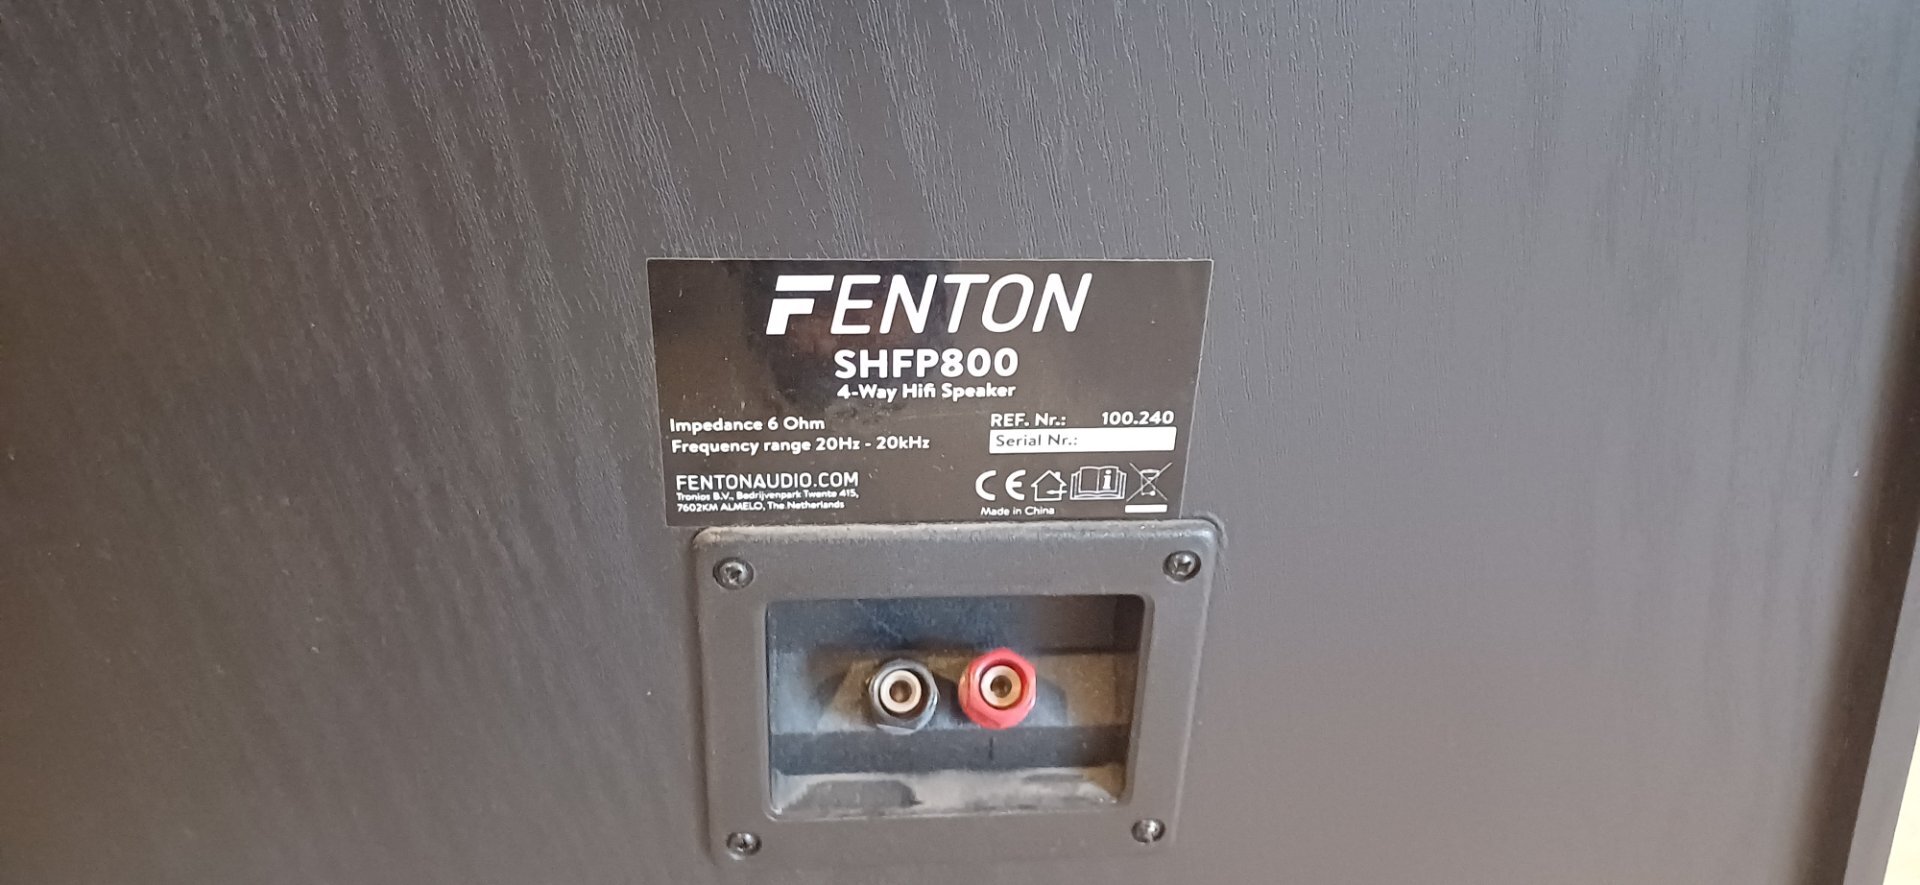 FENTON
SHFP800
4-Way Hifi Speaker
Impedance 6 Ohm
Frequency range 20Hz - 20kHz
REF. Nr.: 100.240
Serial Nr.:
FENTONAUDIO.COM
Tronios B.V., Bedrijvenpark Twente 415,
7602KM ALMELO, The Netherlands
CE
Made in China